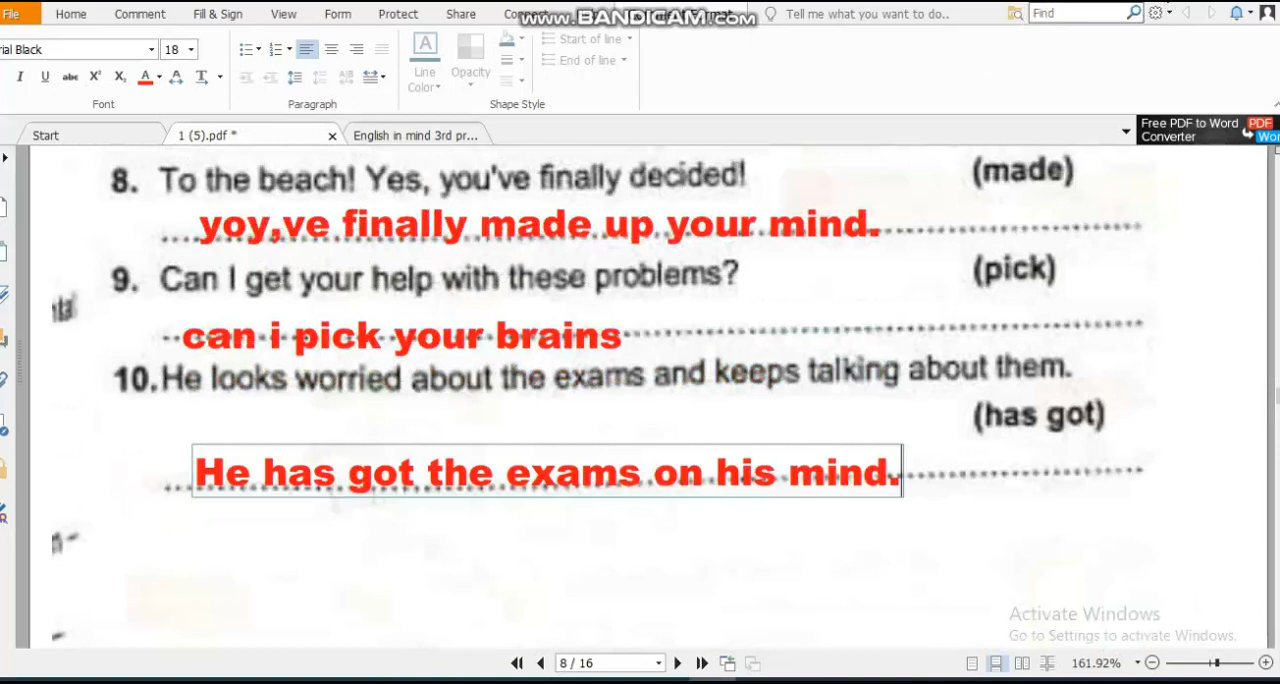 File Home Comment Fill & Sign View Form Protect Share Connect Format Tell me what you want to do.. Find
www.BANDICAM.com
rial Black 18 Start of line
End of line
Line Color Opacity
Font Paragraph Shape Style
Start 1 (5).pdf * English in mind 3rd pr... Free PDF to Word Converter PDF Wor
8. To the beach! Yes, you've finally decided! (made)
yoy,ve finally made up your mind.
9. Can I get your help with these problems? (pick)
can i pick your brains
10. He looks worried about the exams and keeps talking about them.
(has got)
He has got the exams on his mind.
Activate Windows
Go to Settings to activate Windows.
8 / 16 161.92%